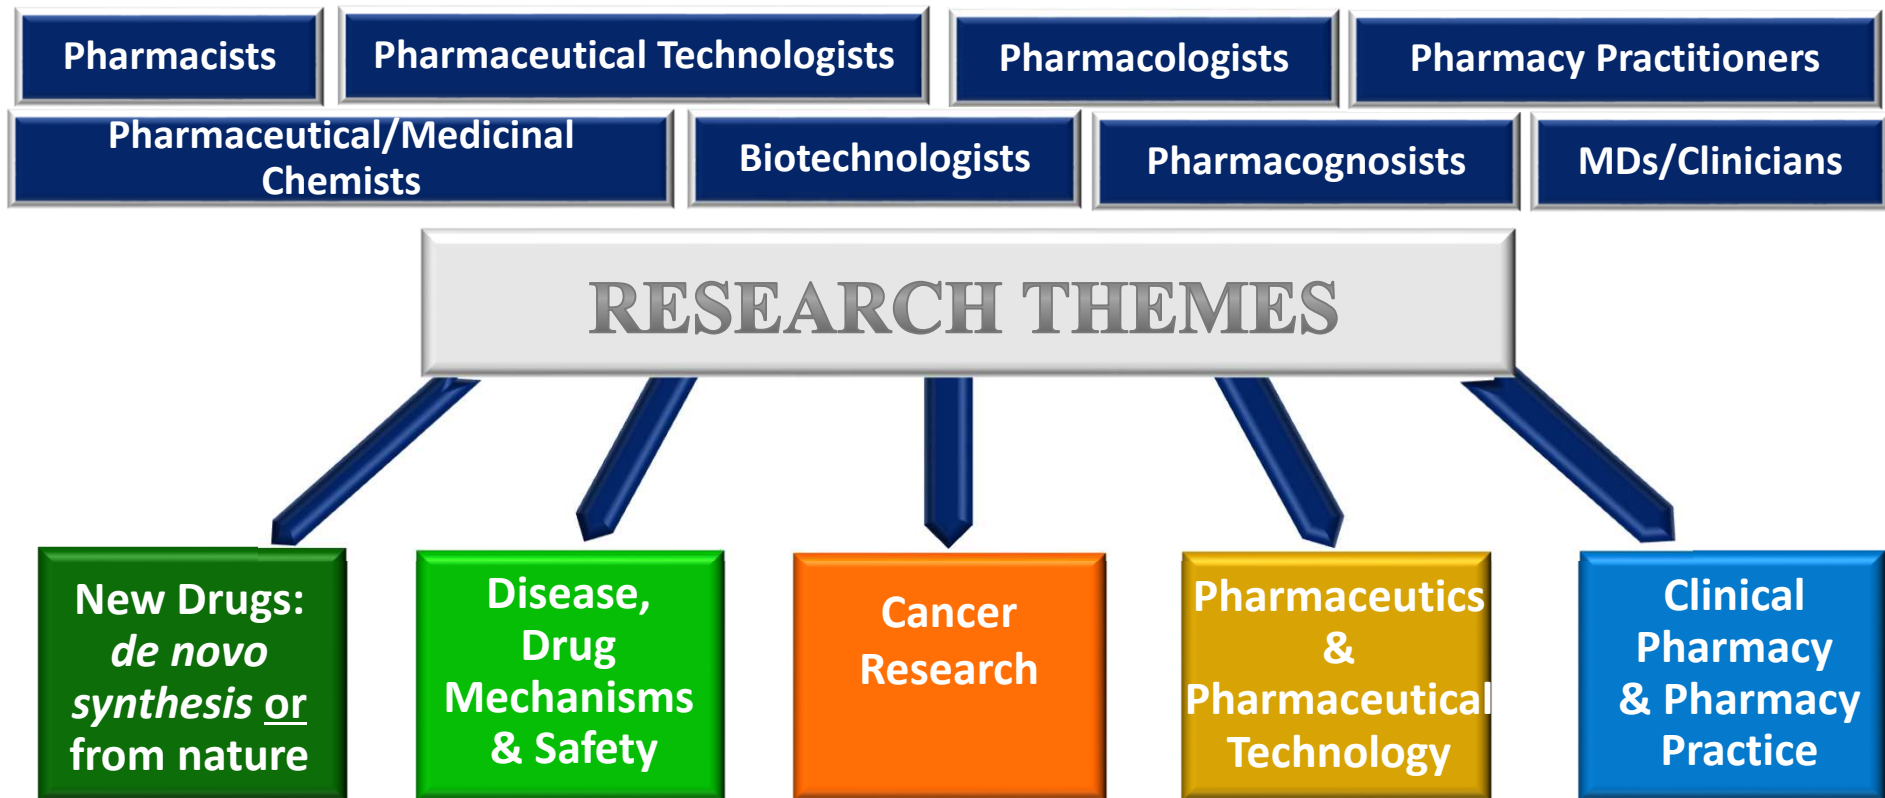 Pharmacists
Pharmaceutical Technologists
Pharmacologists
Pharmacy Practitioners
Pharmaceutical/Medicinal
Chemists
Biotechnologists
Pharmacognosists
MDs/Clinicians
RESEARCH THEMES
New Drugs:
de novo
synthesis or
from nature
Disease,
Drug
Mechanisms
& Safety
Cancer
Research
Pharmaceutics
&
Pharmaceutical
Technology
Clinical
Pharmacy
& Pharmacy
Practice